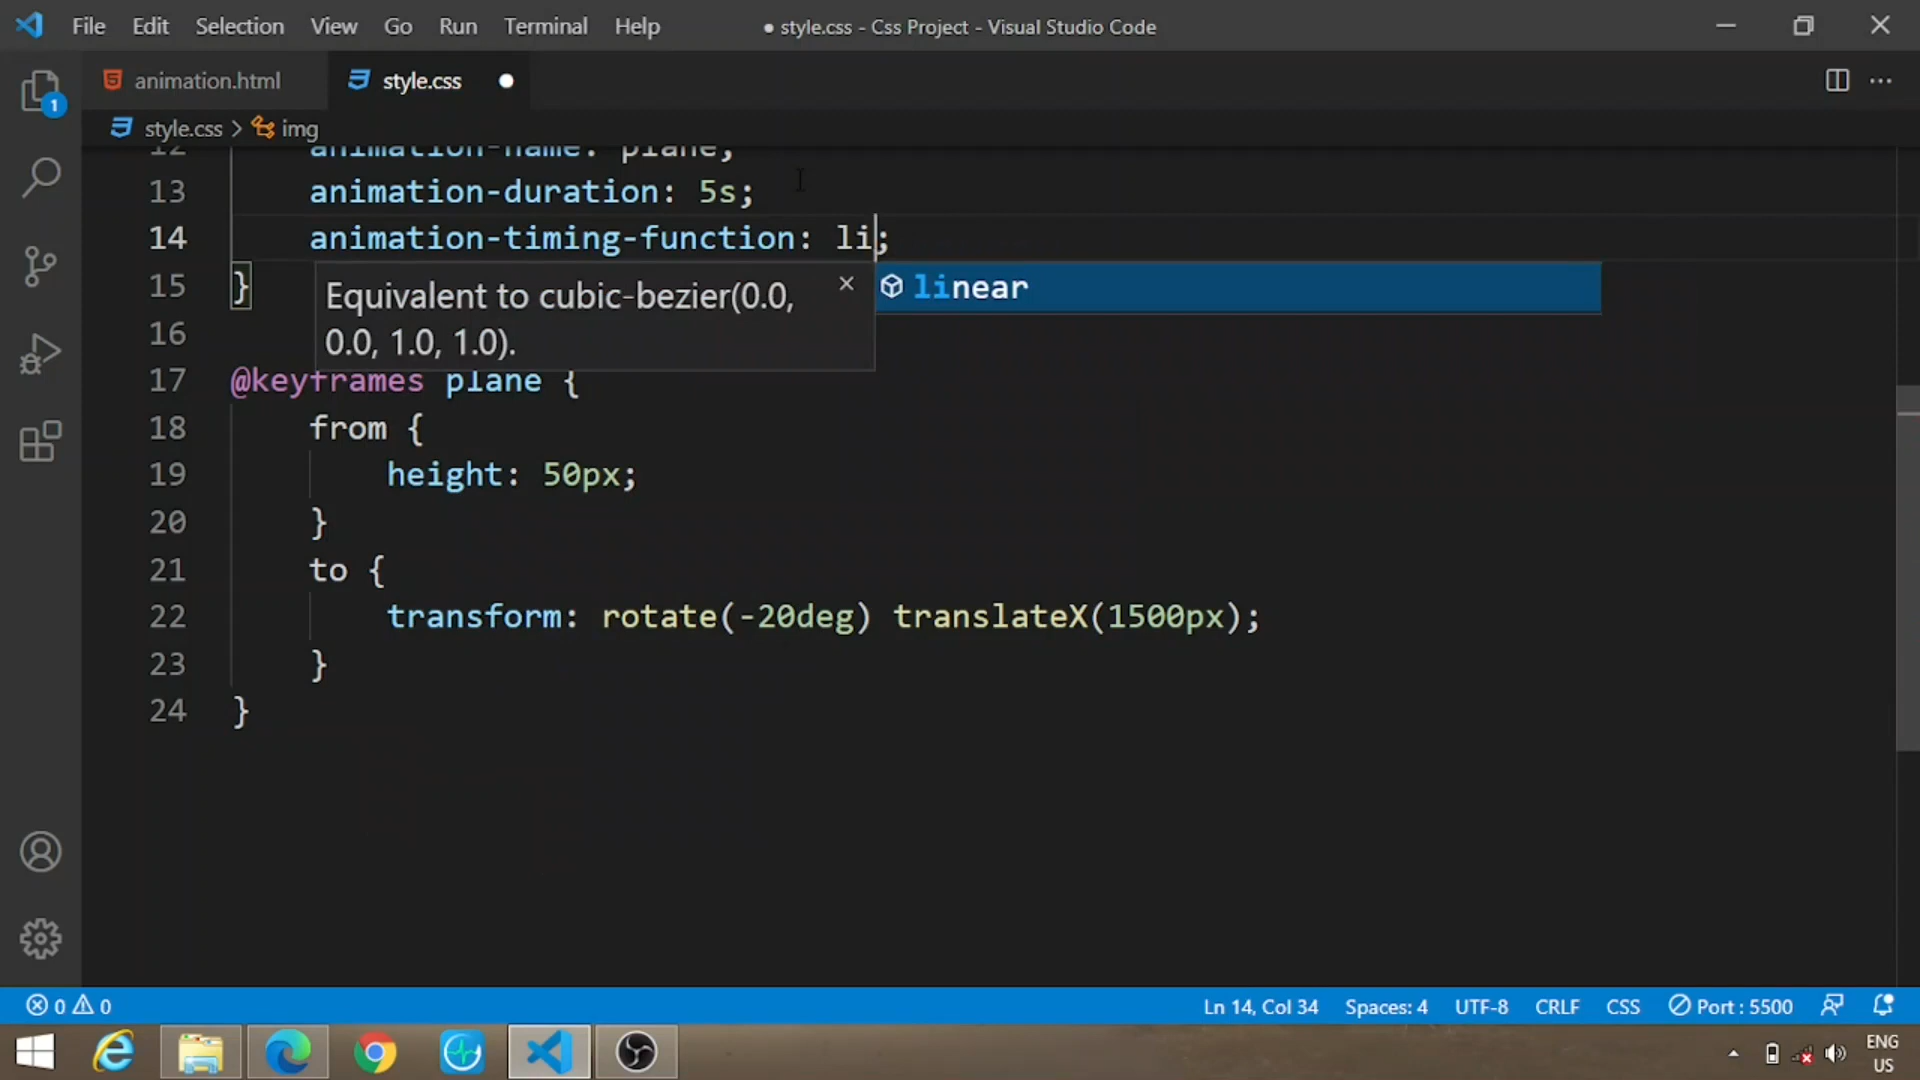 File Edit Selection View Go Run Terminal Help ● style.css - Css Project - Visual Studio Code
1
animation.html style.css
style.css > img
12 animation-name: plane;
13 animation-duration: 5s;
14 animation-timing-function: li;
15 }
linear
Equivalent to cubic-bezier(0.0,
0.0, 1.0, 1.0).
16
17 @keyframes plane {
18 from {
19 height: 50px;
20 }
21 to {
22 transform: rotate(-20deg) translateX(1500px);
23 }
24 }
0 0 Ln 14, Col 34 Spaces: 4 UTF-8 CRLF CSS Port : 5500
ENG
US